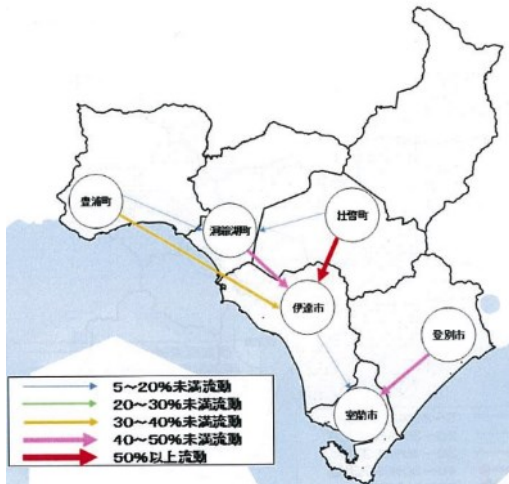 豊浦町
洞爺湖町
壮瞥町
伊達市
登別市
室蘭市
5～20%未満流動
20～30%未満流動
30～40%未満流動
40～50%未満流動
50%以上流動